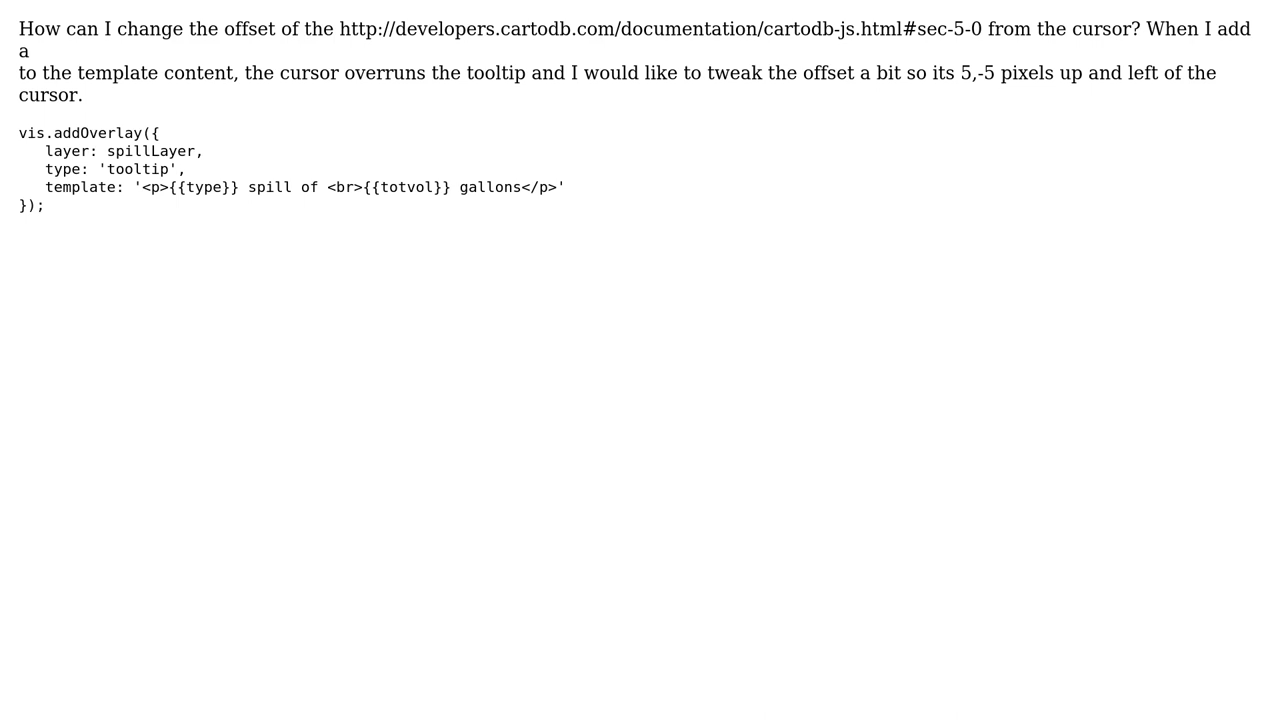 How can I change the offset of the http://developers.cartodb.com/documentation/cartodb-js.html#sec-5-0 from the cursor? When I add
a
to the template content, the cursor overruns the tooltip and I would like to tweak the offset a bit so its 5,-5 pixels up and left of the
cursor.
vis.addOverlay({
   layer: spillLayer,
   type: 'tooltip',
   template: '<p>{{type}} spill of <br>{{totvol}} gallons</p>'
});